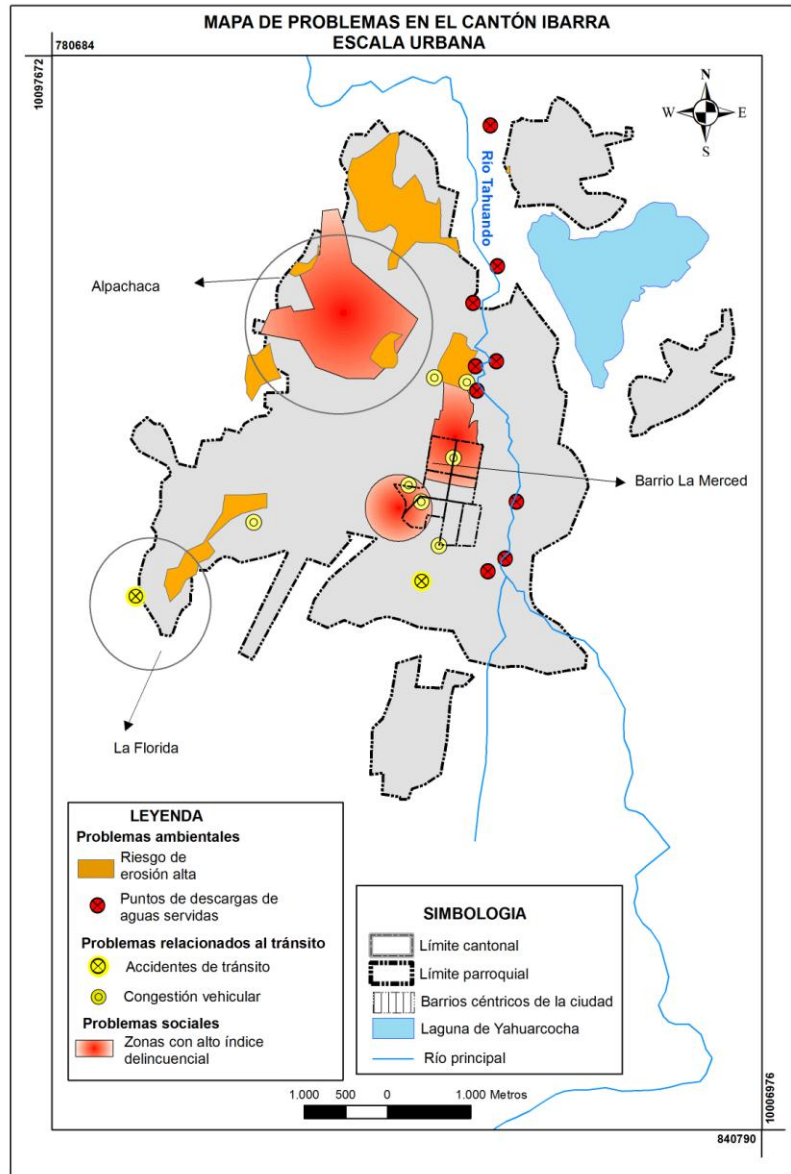 MAPA DE PROBLEMAS EN EL CANTÓN IBARRA
ESCALA URBANA
780684
10097672
N
W
E
S
Río Tahuando
Alpachaca
Barrio La Merced
La Florida
LEYENDA
Problemas ambientales
Riesgo de
erosión alta
Puntos de descargas de
aguas servidas
Problemas relacionados al tránsito
Accidentes de tránsito
Congestión vehicular
Problemas sociales
Zonas con alto índice
delincuencial
SIMBOLOGIA
Límite cantonal
Límite parroquial
Barrios céntricos de la ciudad
Laguna de Yahuarcocha
Río principal
1.000 500 0 1.000 Metros
10006976
840790